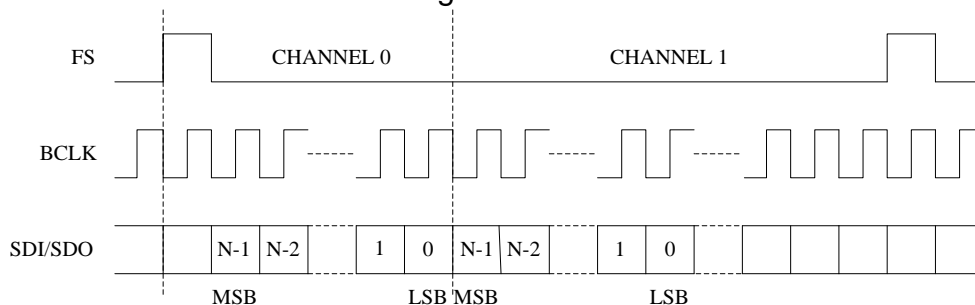 FS CHANNEL 0 CHANNEL 1
BCLK
SDI/SDO N-1 N-2 1 0 N-1 N-2 1 0
MSB LSB MSB LSB